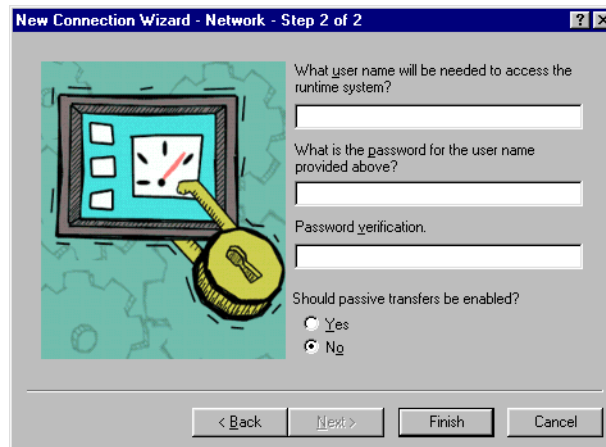 New Connection Wizard - Network - Step 2 of 2
What user name will be needed to access the
runtime system?
What is the password for the user name
provided above?
Password verification.
Should passive transfers be enabled?
Yes
No
< Back
Next >
Finish
Cancel